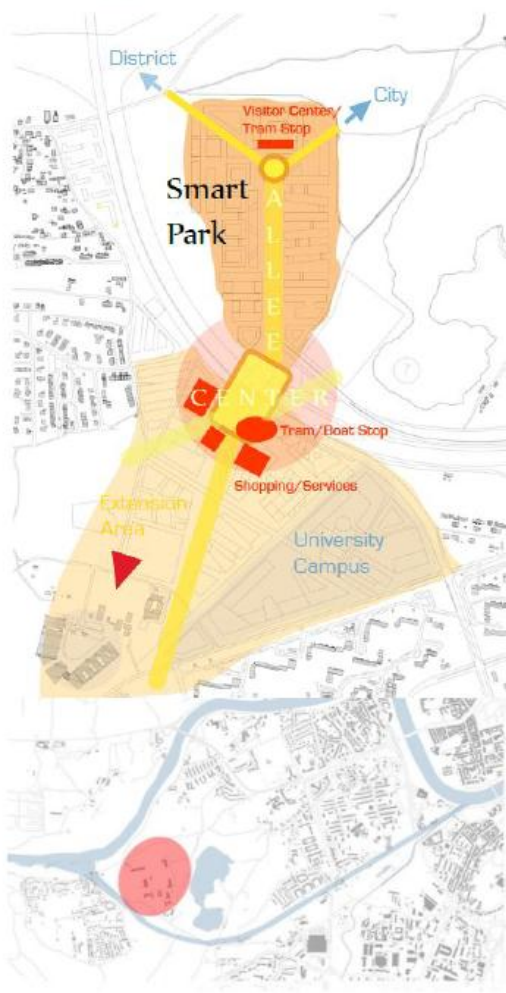 District
City
Visitor Center/
Tram Stop
Smart
Park
ALLEE
CENTER
Tram/Boat Stop
Shopping/Services
Extension
Area
University
Campus